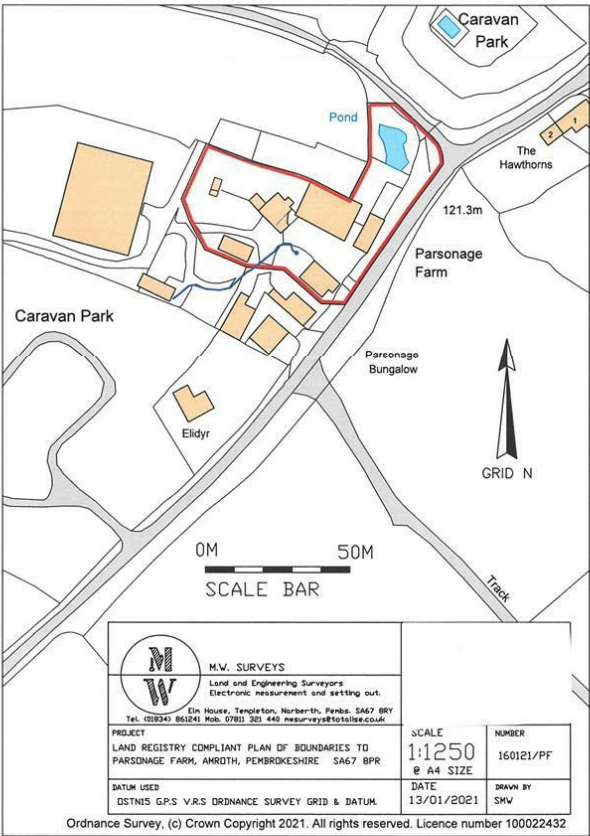 Caravan
Park
Pond
2 1
The
Hawthorns
121.3m
Parsonage
Farm
Caravan Park
Parsonage
Bungalow
Elidyr
GRID N
0M 50M
SCALE BAR
Track
M
W
M.W. SURVEYS
Land and Engineering Surveyors
Electronic measurement and setting out.
Elm House, Templeton, Narberth, Pembs. SA67 8RY
Tel. (01834) 861241 Mob. 07811 321 440 mwsurveys@totalise.co.uk
PROJECT
LAND REGISTRY COMPLIANT PLAN OF BOUNDARIES TO
PARSONAGE FARM, AMROTH, PEMBROKESHIRE SA67 8PR
SCALE
1:1250
@ A4 SIZE
NUMBER
160121/PF
DATUM USED
OSTN15 G.P.S V.R.S ORDNANCE SURVEY GRID & DATUM.
DATE
13/01/2021
DRAWN BY
SMW
Ordnance Survey, (c) Crown Copyright 2021. All rights reserved. Licence number 100022432